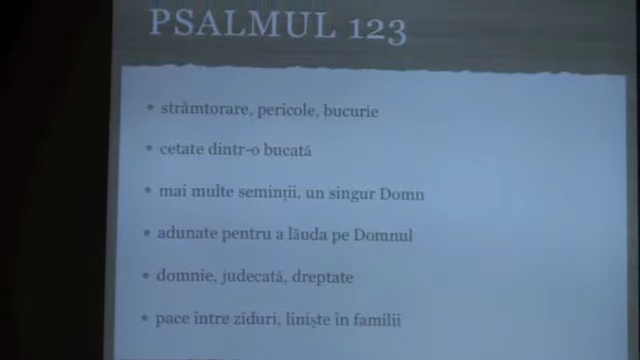 PSALMUL 123
• strâmtorare, pericole, bucurie
• cetate dintr-o bucată
• mai multe seminții, un singur Domn
• adunate pentru a lăuda pe Domnul
• domnie, judecată, dreptate
• pace între ziduri, liniște în familii